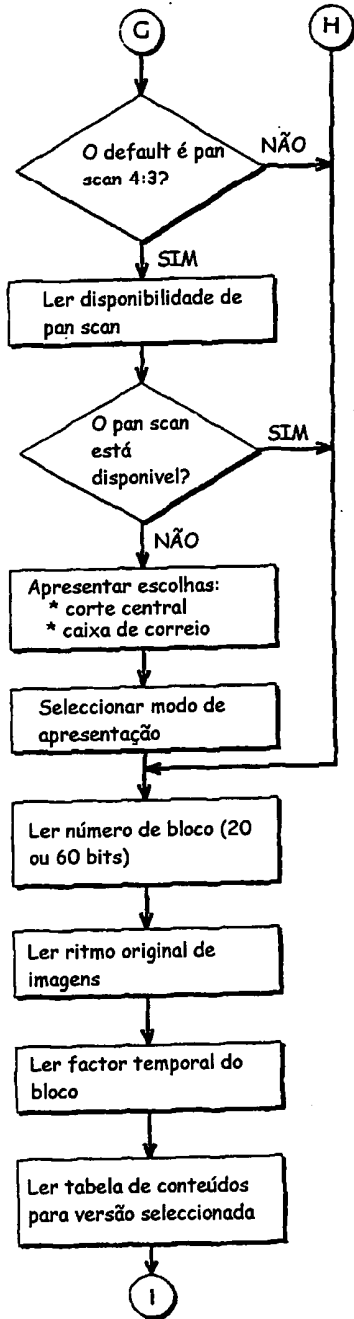 G
H
O default é pan
scan 4:3?
NÃO
SIM
Ler disponibilidade de
pan scan
O pan scan
está
disponivel?
SIM
NÃO
Apresentar escolhas:
* corte central
* caixa de correio
Seleccionar modo de
apresentação
Ler número de bloco (20
ou 60 bits)
Ler ritmo original de
imagens
Ler factor temporal do
bloco
Ler tabela de conteúdos
para versão seleccionada
I